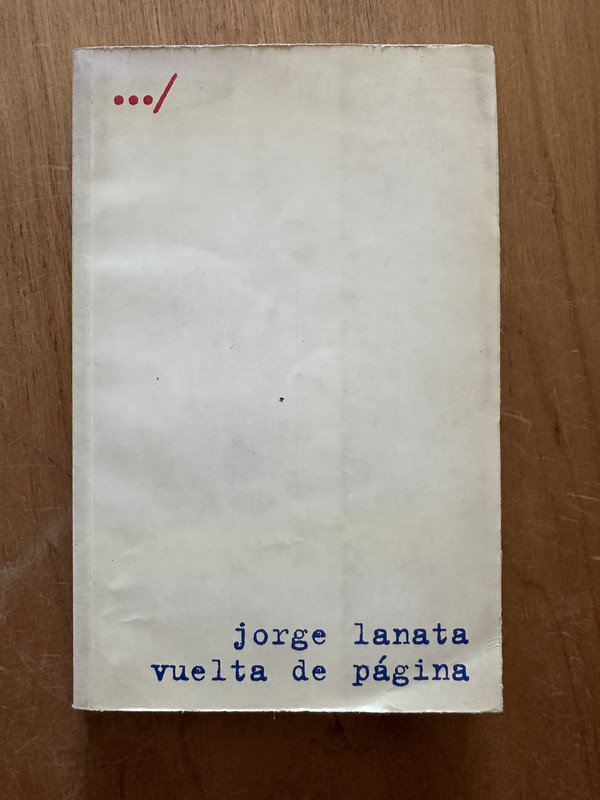 •••/
jorge lanata
vuelta de página